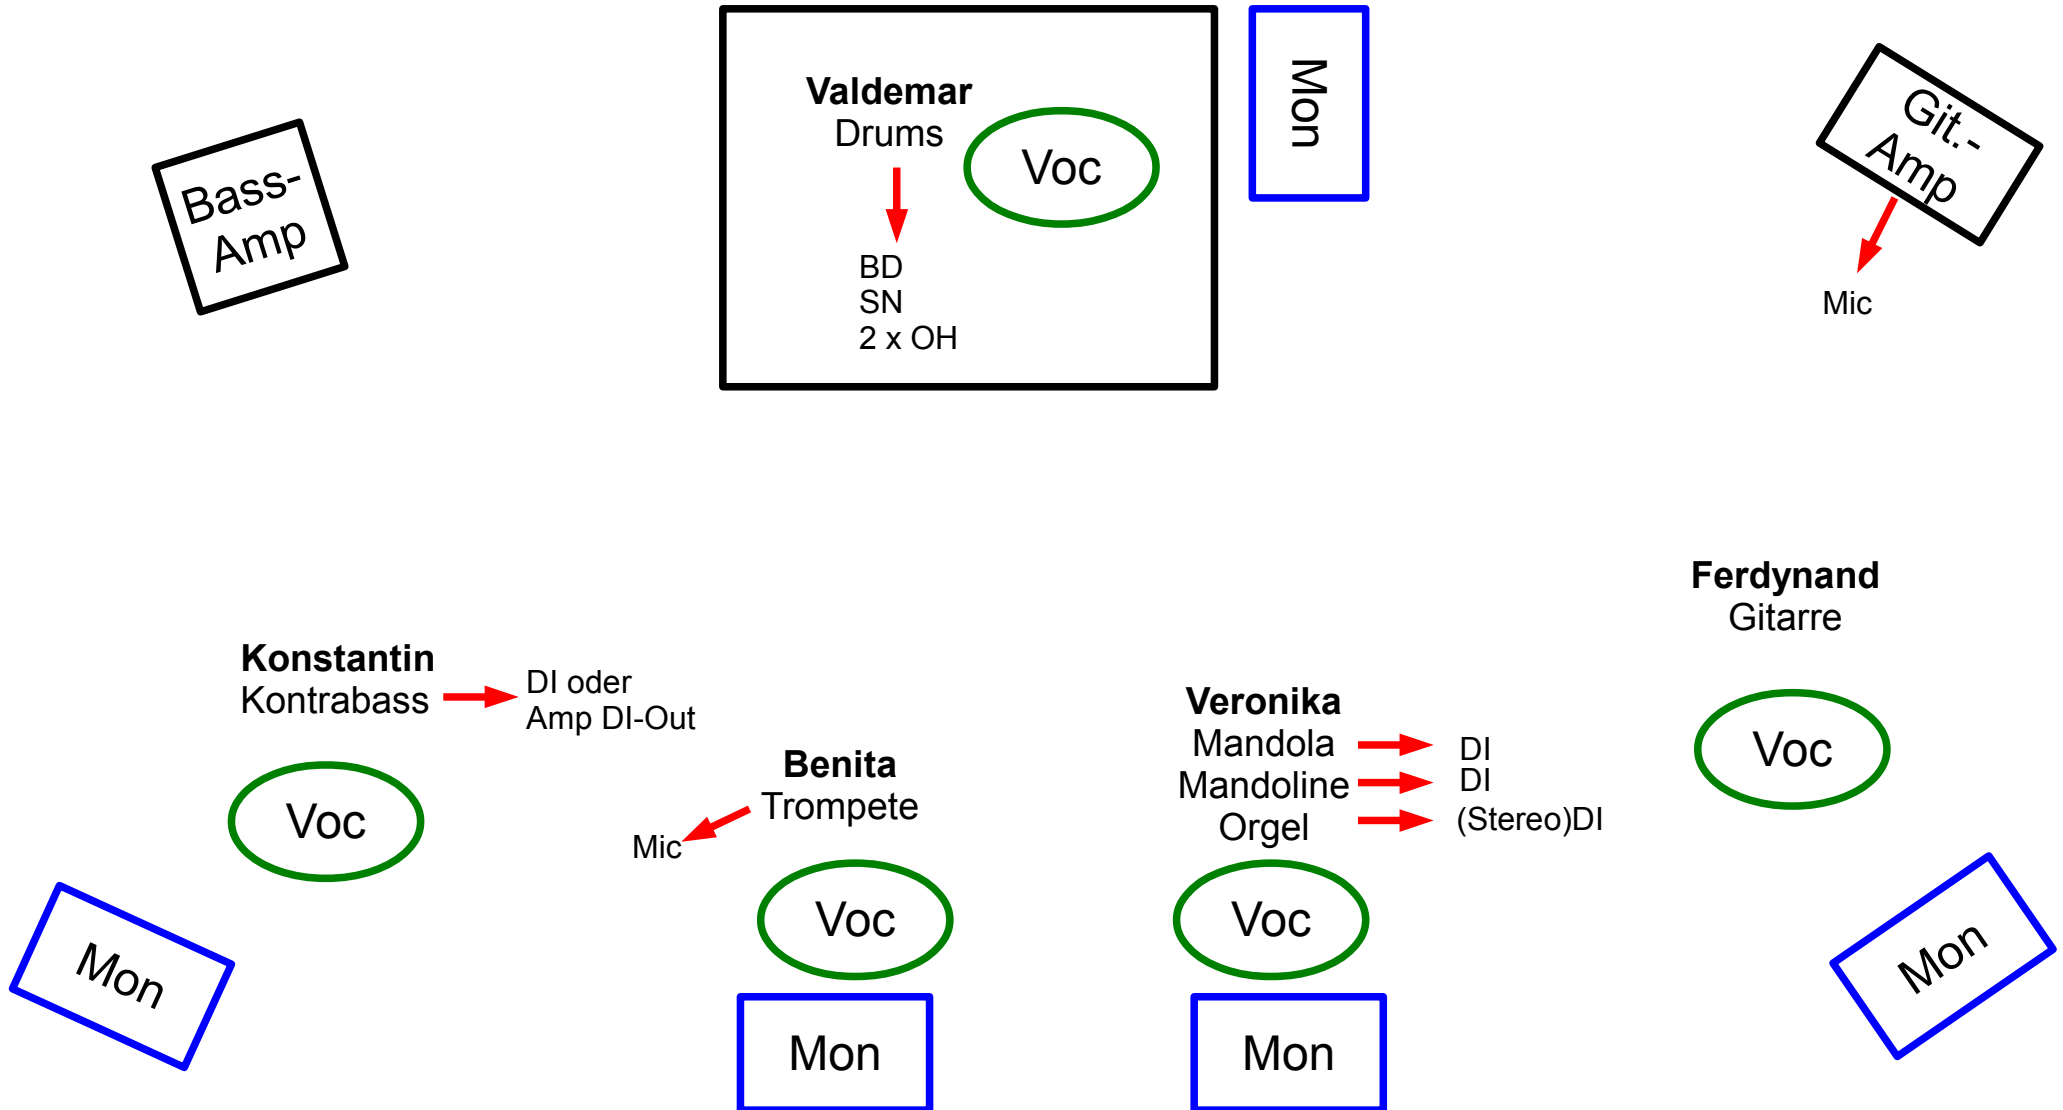 Valdemar
Drums
Voc
BD
SN
2 x OH
Mon
Git.-
Amp
Mic
Bass-
Amp
Konstantin
Kontrabass
DI oder
Amp DI-Out
Voc
Mon
Benita
Trompete
Mic
Voc
Mon
Veronika
Mandola
DI
Mandoline
DI
Orgel
(Stereo)DI
Voc
Mon
Ferdynand
Gitarre
Voc
Mon